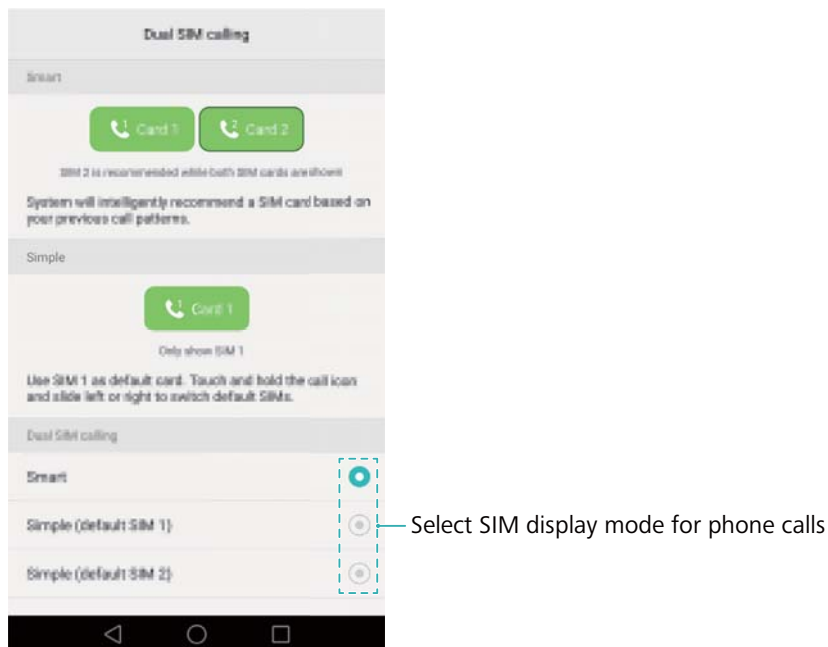 Dual SIM calling
Smart
1 Card 1
2 Card 2
SIM 2 is recommended while both SIM cards are shown
System will intelligently recommend a SIM card based on
your previous call patterns.
Simple
1 Card 1
Only show SIM 1
Use SIM 1 as default card. Touch and hold the call icon
and slide left or right to switch default SIMs.
Dual SIM calling
Smart
Simple (default SIM 1)
Select SIM display mode for phone calls
Simple (default SIM 2)